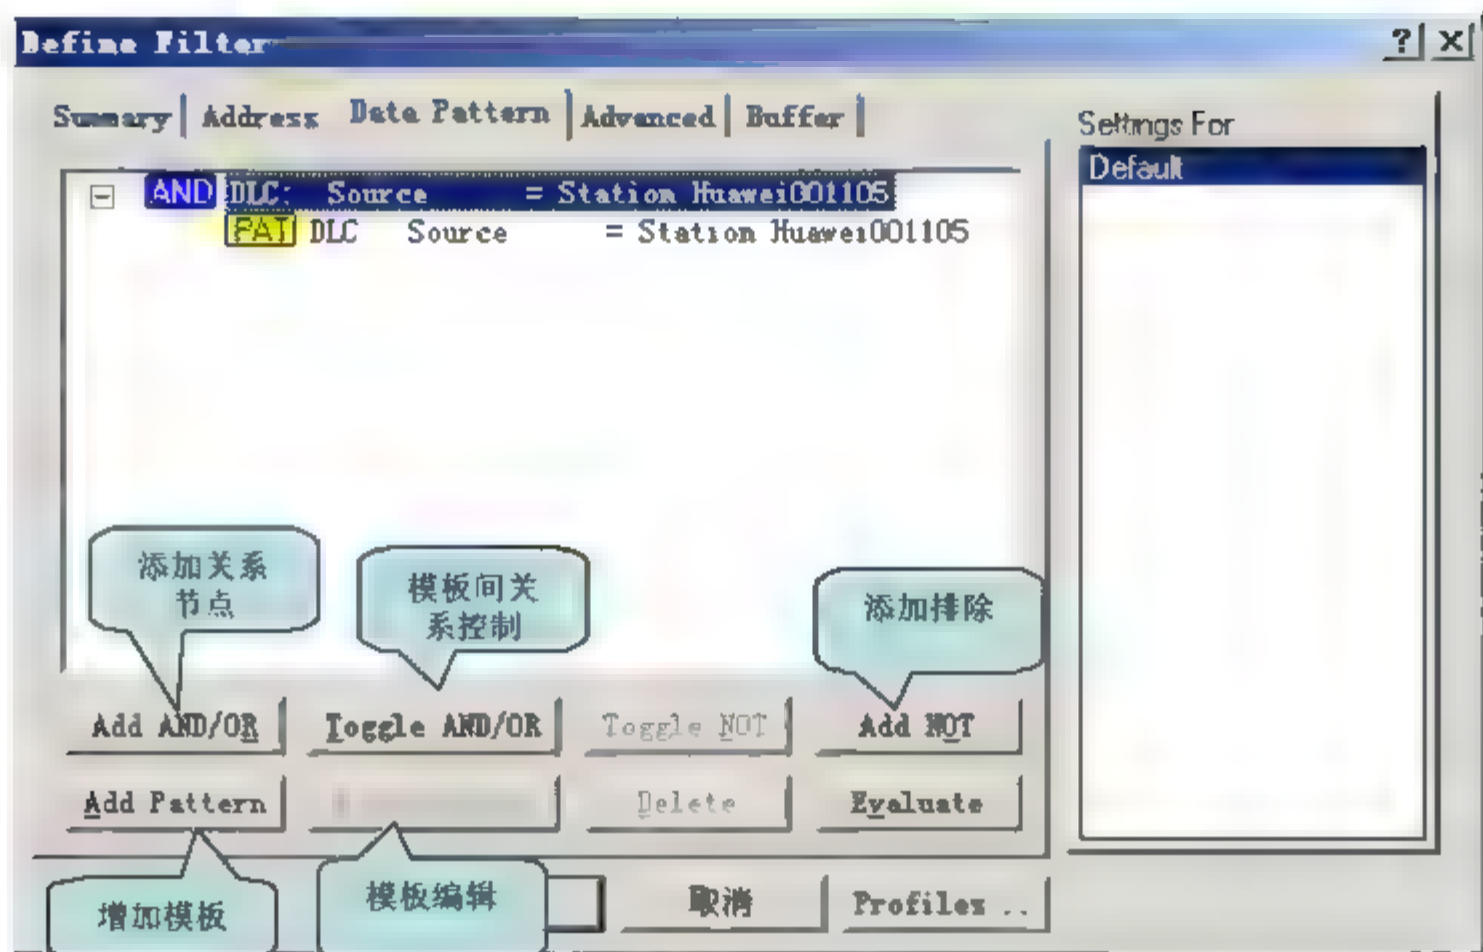 Define Filter
Summary Address Data Pattern Advanced Buffer
Settings For
Default
AND DLC: Source = Station Huawei001105
PAT DLC Source = Station Huawei001105
添加关系
节点
模板间关
系控制
添加排除
Add AND/OR Toggle AND/OR Toggle NOT Add NOT
Add Pattern Delete Evaluate
增加模板
模板编辑
取消 Profiles ..